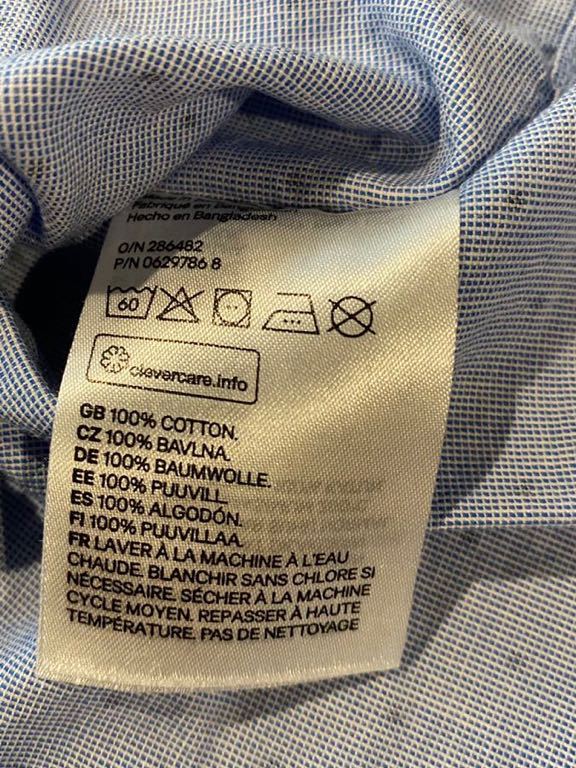 Fabriqué en
Hecho en Bangladesh
O/N 286482
P/N 0629786 8
60
clevercare.info
GB 100% COTTON.
CZ 100% BAVLNA.
DE 100% BAUMWOLLE.
EE 100% PUUVILL.
ES 100% ALGODÓN.
FI 100% PUUVILLAA.
FR LAVER À LA MACHINE À L'EAU
CHAUDE. BLANCHIR SANS CHLORE SI
NÉCESSAIRE. SÉCHER À LA MACHINE
CYCLE MOYEN. REPASSER À HAUTE
TEMPÉRATURE. PAS DE NETTOYAGE